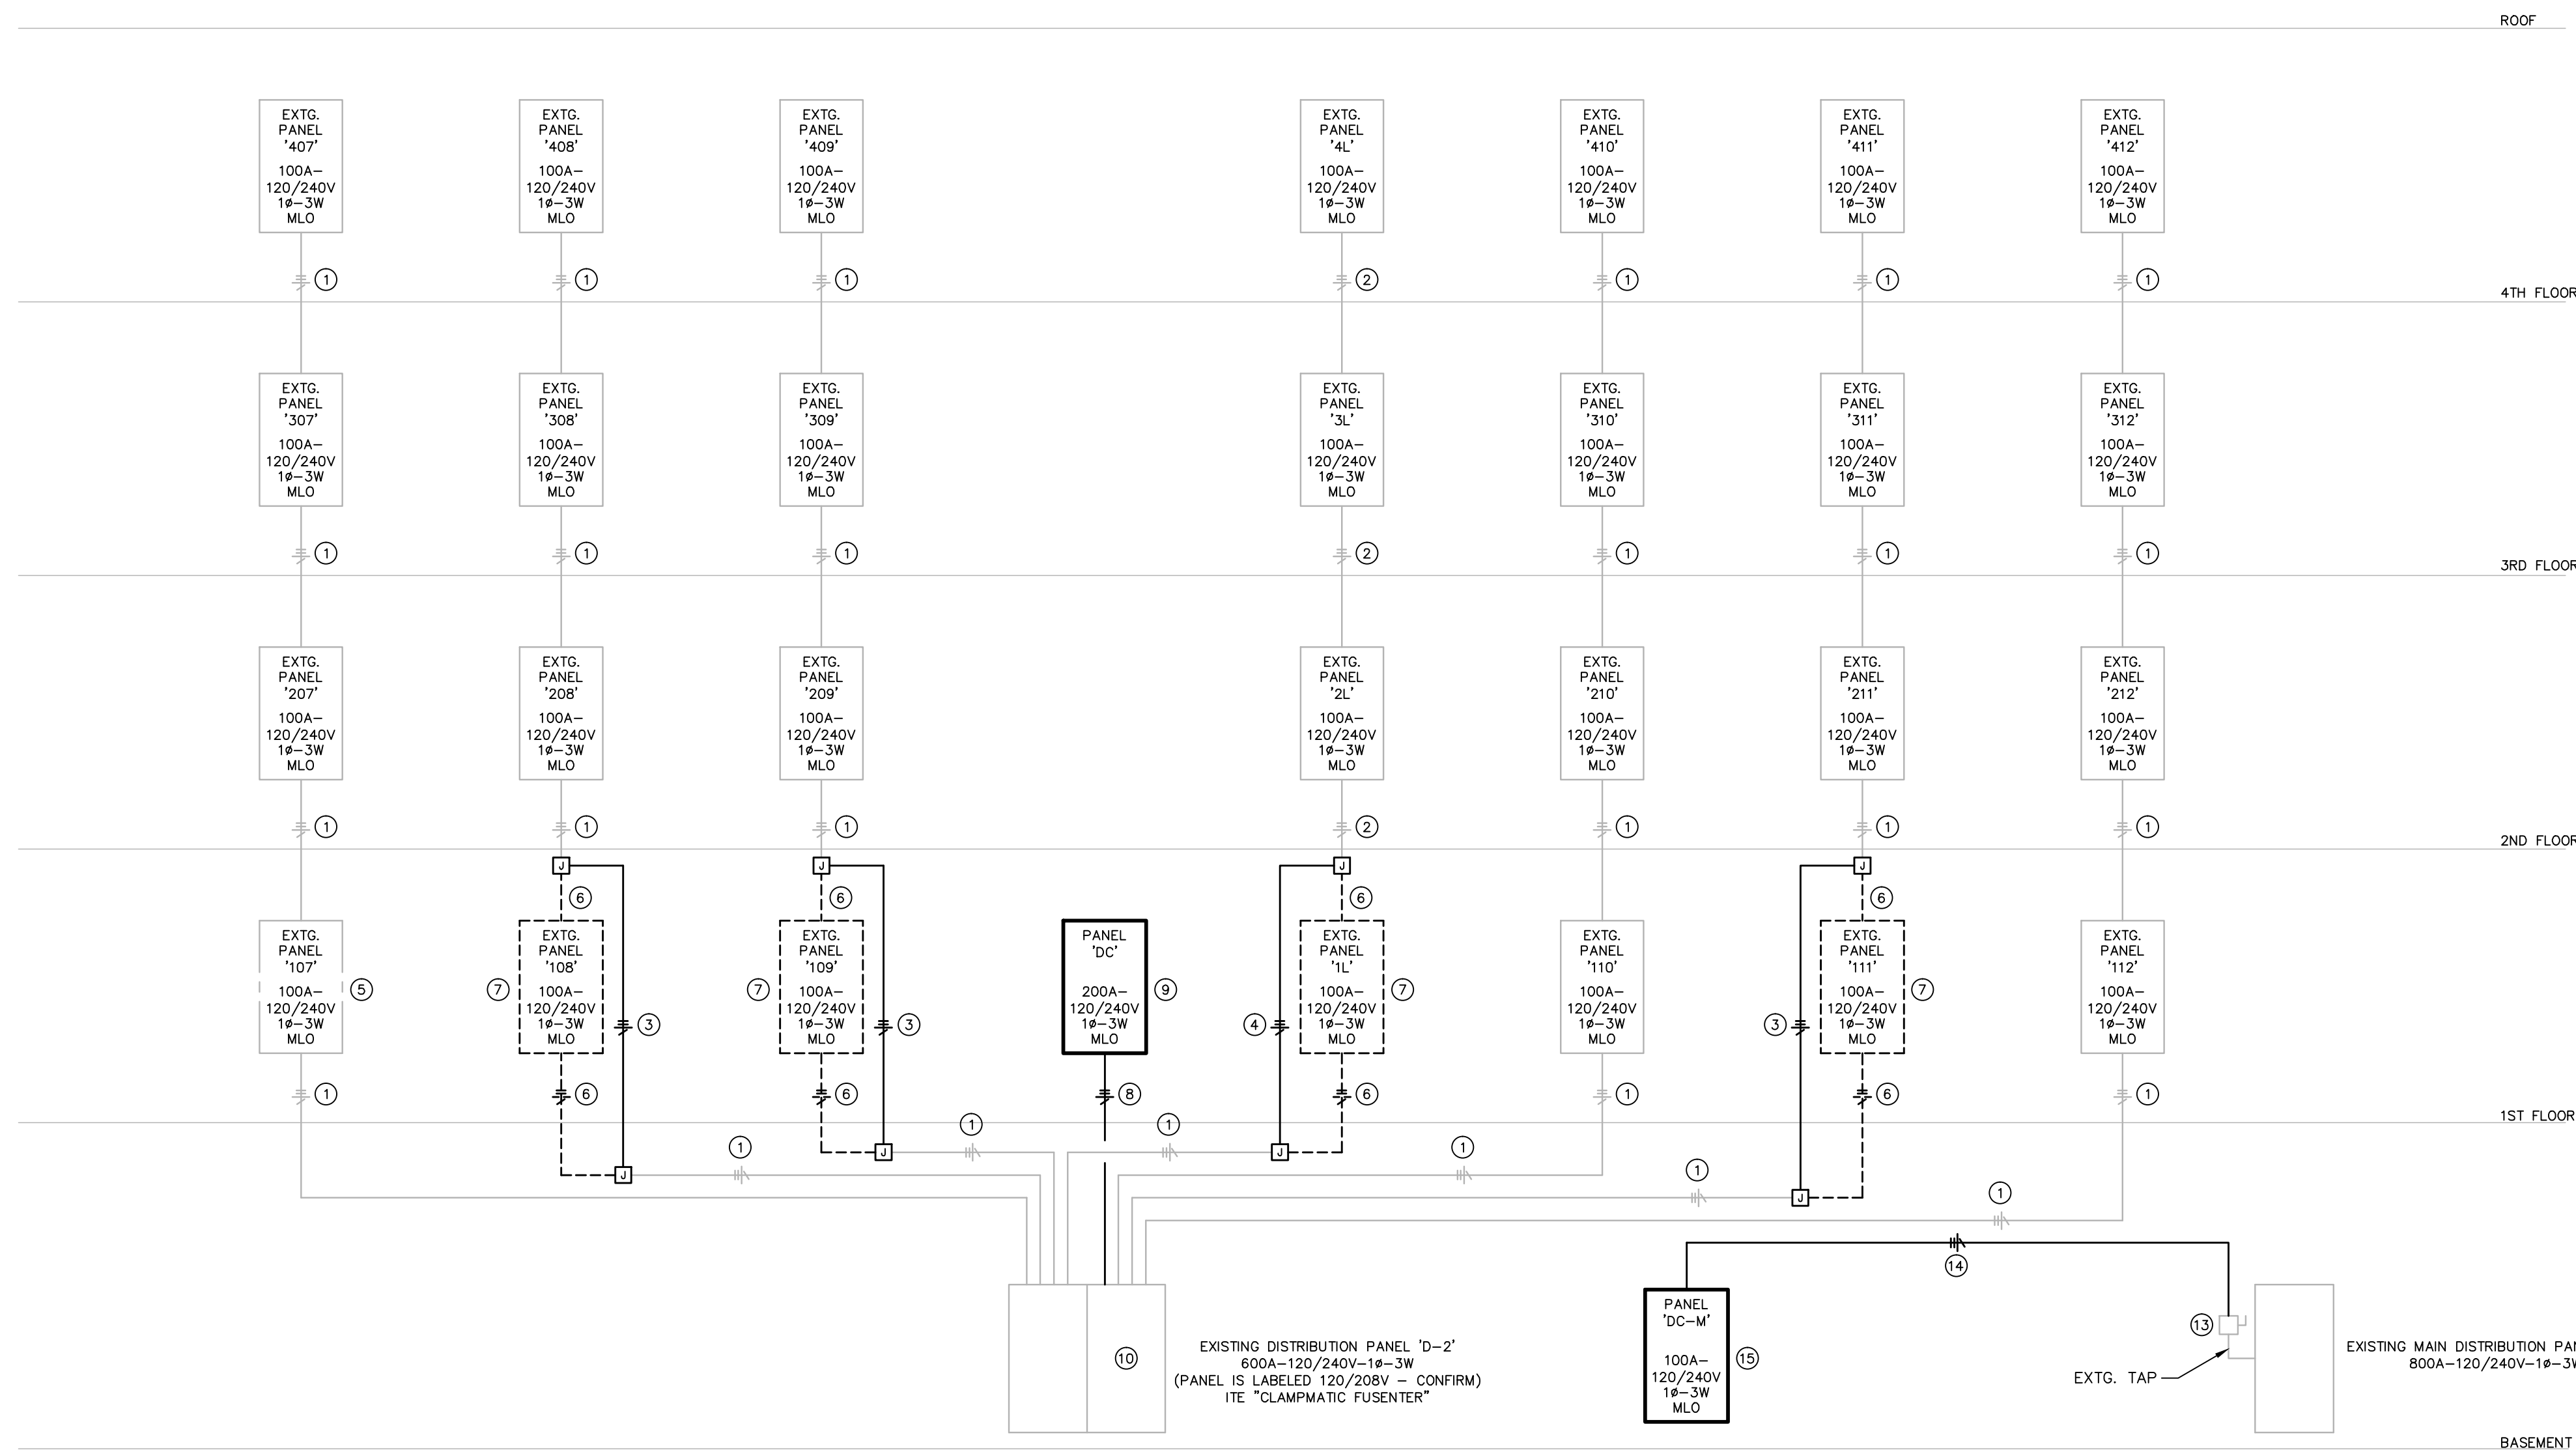 ROOF
EXTG.
PANEL
'407'
100A-
120/240V
1ø-3W
MLO
EXTG.
PANEL
'408'
100A-
120/240V
1ø-3W
MLO
EXTG.
PANEL
'409'
100A-
120/240V
1ø-3W
MLO
EXTG.
PANEL
'4L'
100A-
120/240V
1ø-3W
MLO
EXTG.
PANEL
'410'
100A-
120/240V
1ø-3W
MLO
EXTG.
PANEL
'411'
100A-
120/240V
1ø-3W
MLO
EXTG.
PANEL
'412'
100A-
120/240V
1ø-3W
MLO
1
1
1
2
1
1
1
4TH FLOOR
EXTG.
PANEL
'307'
100A-
120/240V
1ø-3W
MLO
EXTG.
PANEL
'308'
100A-
120/240V
1ø-3W
MLO
EXTG.
PANEL
'309'
100A-
120/240V
1ø-3W
MLO
EXTG.
PANEL
'3L'
100A-
120/240V
1ø-3W
MLO
EXTG.
PANEL
'310'
100A-
120/240V
1ø-3W
MLO
EXTG.
PANEL
'311'
100A-
120/240V
1ø-3W
MLO
EXTG.
PANEL
'312'
100A-
120/240V
1ø-3W
MLO
1
1
1
2
1
1
1
3RD FLOOR
EXTG.
PANEL
'207'
100A-
120/240V
1ø-3W
MLO
EXTG.
PANEL
'208'
100A-
120/240V
1ø-3W
MLO
EXTG.
PANEL
'209'
100A-
120/240V
1ø-3W
MLO
EXTG.
PANEL
'2L'
100A-
120/240V
1ø-3W
MLO
EXTG.
PANEL
'210'
100A-
120/240V
1ø-3W
MLO
EXTG.
PANEL
'211'
100A-
120/240V
1ø-3W
MLO
EXTG.
PANEL
'212'
100A-
120/240V
1ø-3W
MLO
1
1
1
2
1
1
1
2ND FLOOR
J
J
J
J
6
6
6
6
EXTG.
PANEL
'107'
100A-
120/240V
1ø-3W
MLO
5
7
EXTG.
PANEL
'108'
100A-
120/240V
1ø-3W
MLO
3
7
EXTG.
PANEL
'109'
100A-
120/240V
1ø-3W
MLO
3
PANEL
'DC'
200A-
120/240V
1ø-3W
MLO
9
4
EXTG.
PANEL
'1L'
100A-
120/240V
1ø-3W
MLO
7
EXTG.
PANEL
'110'
100A-
120/240V
1ø-3W
MLO
3
EXTG.
PANEL
'111'
100A-
120/240V
1ø-3W
MLO
7
EXTG.
PANEL
'112'
100A-
120/240V
1ø-3W
MLO
1
6
6
8
6
1
6
1
1ST FLOOR
1
1
1
1
1
1
J
J
J
J
14
PANEL
'DC-M'
100A-
120/240V
1ø-3W
MLO
15
13
EXTG. TAP
10
EXISTING DISTRIBUTION PANEL 'D-2'
600A-120/240V-1ø-3W
(PANEL IS LABELED 120/208V - CONFIRM)
ITE "CLAMPMATIC FUSENTER"
EXISTING MAIN DISTRIBUTION
800A-120/240V-1ø-3W
BASEMENT